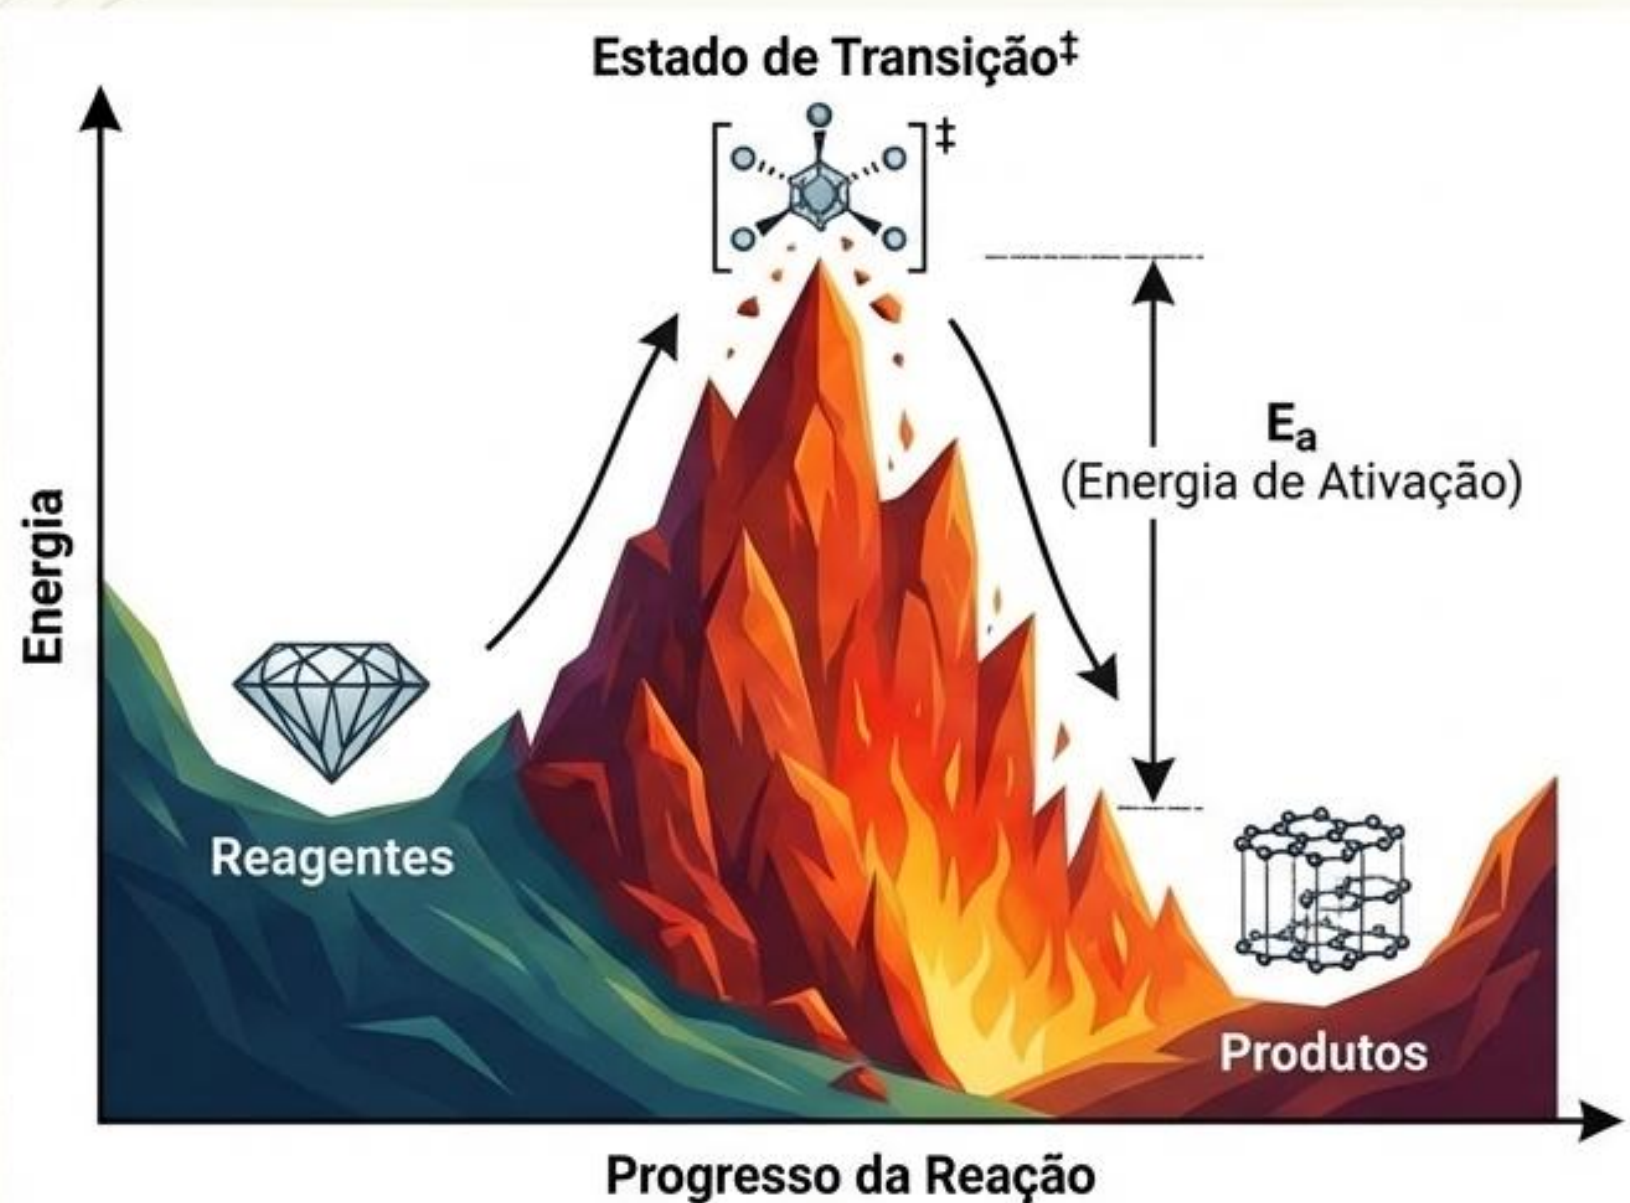 Estado de Transição‡
‡
Energia
Eₐ
(Energia de Ativação)
Reagentes
Produtos
Progresso da Reação